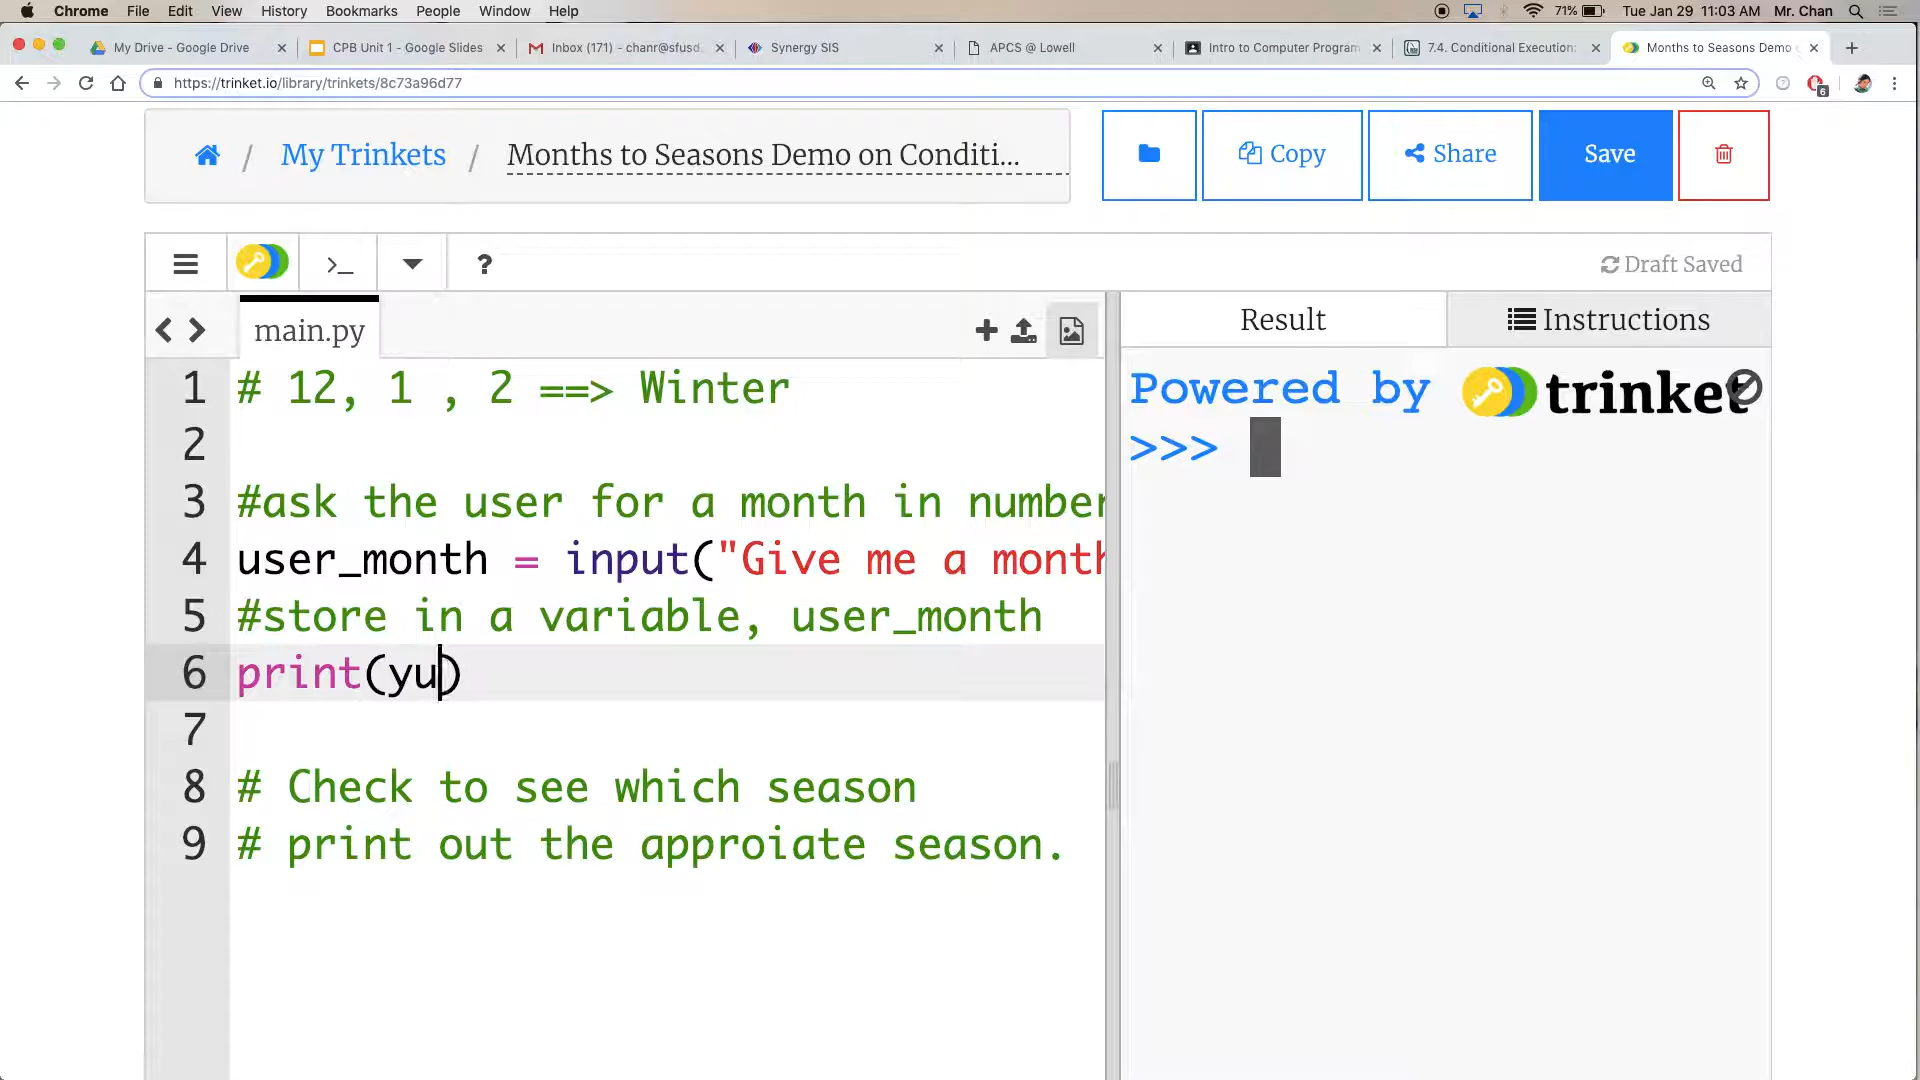 Chrome File Edit View History Bookmarks People Window Help 71% Tue Jan 29 11:03 AM Mr. Chan
My Drive - Google Drive CPB Unit 1 - Google Slides Inbox (171) - chanr@sfusd. Synergy SIS APCS @ Lowell Intro to Computer Program 7.4. Conditional Execution: Months to Seasons Demo
https://trinket.io/library/trinkets/8c73a96d77 6
/ My Trinkets / Months to Seasons Demo on Conditi... Copy Share Save
>_ ? Draft Saved
main.py
Result Instructions
1 # 12, 1 , 2 ==> Winter
2
3 #ask the user for a month in number
4 user_month = input("Give me a month
5 #store in a variable, user_month
6 print(yu)
7
8 # Check to see which season
9 # print out the approiate season.
Powered by trinket
>>>